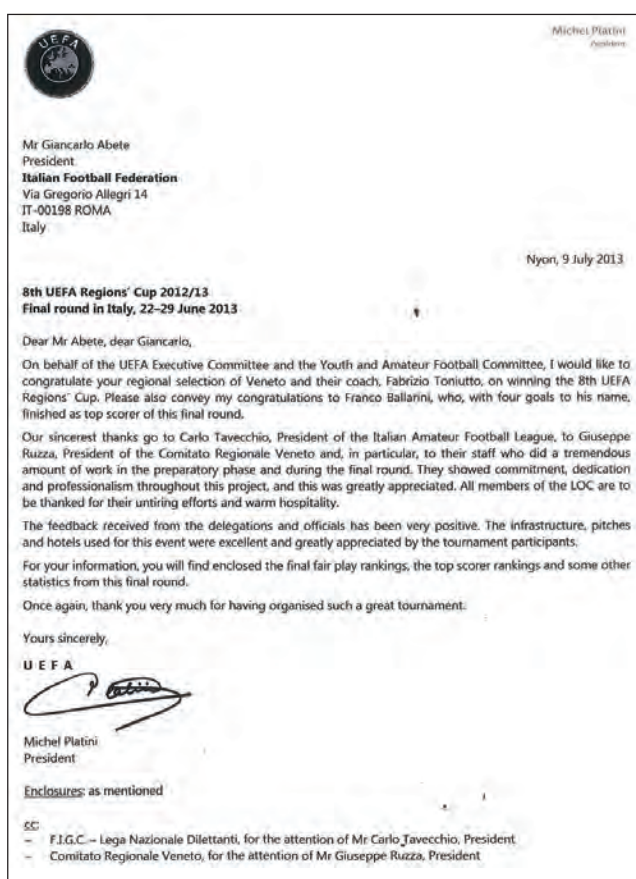 UEFA
Michel Platini
President
Mr Giancarlo Abete
President
Italian Football Federation
Via Gregorio Allegri 14
IT-00198 ROMA
Italy
Nyon, 9 July 2013
8th UEFA Regions' Cup 2012/13
Final round in Italy, 22–29 June 2013
Dear Mr Abete, dear Giancarlo,
On behalf of the UEFA Executive Committee and the Youth and Amateur Football Committee, I would like to
congratulate your regional selection of Veneto and their coach, Fabrizio Toniutto, on winning the 8th UEFA
Regions' Cup. Please also convey my congratulations to Franco Ballarini, who, with four goals to his name,
finished as top scorer of this final round.
Our sincerest thanks go to Carlo Tavecchio, President of the Italian Amateur Football League, to Giuseppe
Ruzza, President of the Comitato Regionale Veneto and, in particular, to their staff who did a tremendous
amount of work in the preparatory phase and during the final round. They showed commitment, dedication
and professionalism throughout this project, and this was greatly appreciated. All members of the LOC are to
be thanked for their untiring efforts and warm hospitality.
The feedback received from the delegations and officials has been very positive. The infrastructure, pitches
and hotels used for this event were excellent and greatly appreciated by the tournament participants.
For your information, you will find enclosed the final fair play rankings, the top scorer rankings and some other
statistics from this final round.
Once again, thank you very much for having organised such a great tournament.
Yours sincerely,
U E F A
Michel Platini
President
Enclosures: as mentioned
cc:
– F.I.G.C. – Lega Nazionale Dilettanti, for the attention of Mr Carlo Tavecchio, President
– Comitato Regionale Veneto, for the attention of Mr Giuseppe Ruzza, President